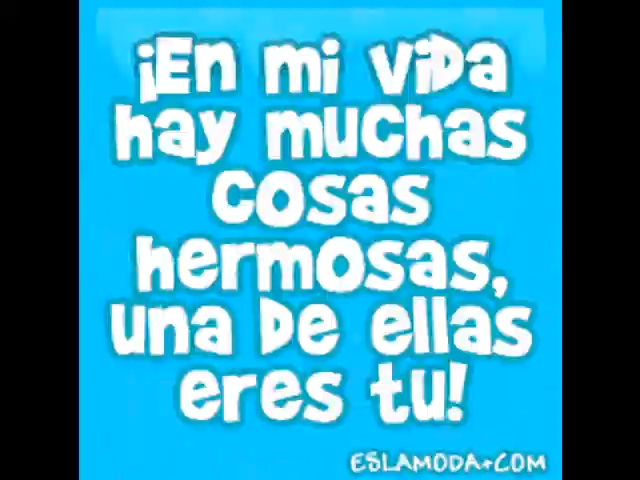 ¡En mi vida
hay muchas
cosas
hermosas,
una de ellas
eres tu!
ESLAMODA+COM